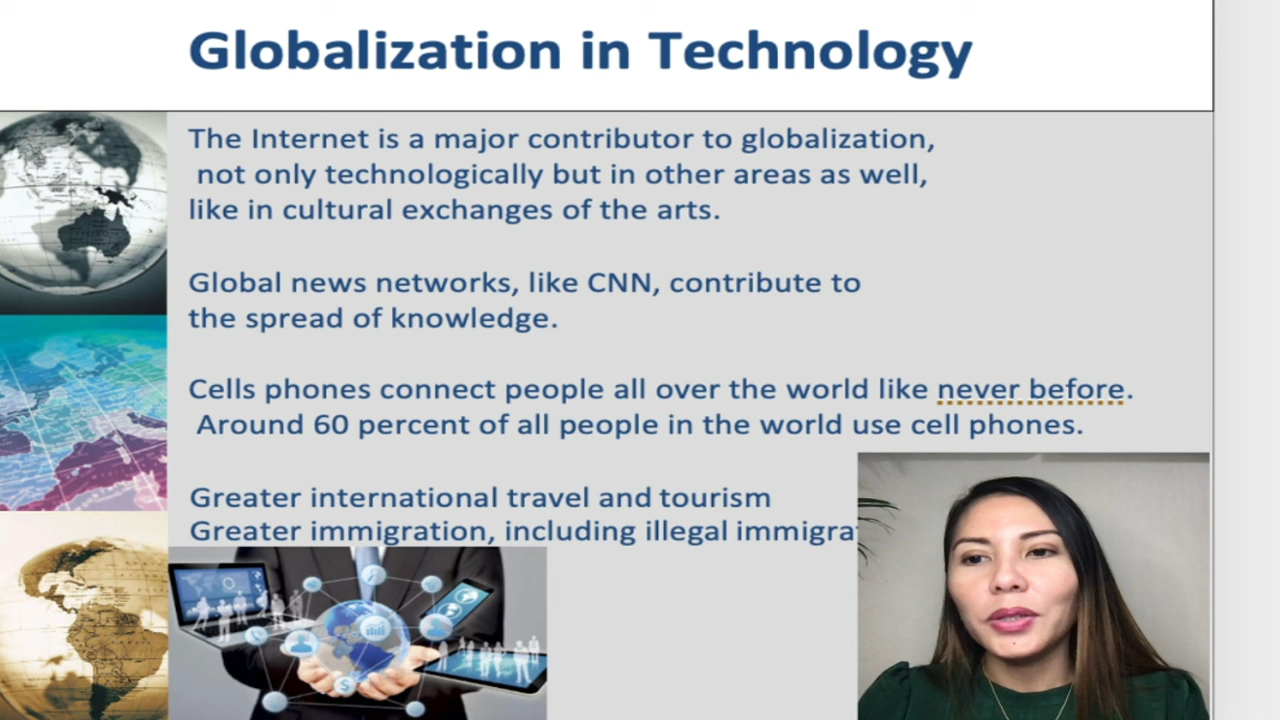 Globalization in Technology
The Internet is a major contributor to globalization,
not only technologically but in other areas as well,
like in cultural exchanges of the arts.
Global news networks, like CNN, contribute to
the spread of knowledge.
Cells phones connect people all over the world like never before.
Around 60 percent of all people in the world use cell phones.
Greater international travel and tourism
Greater immigration, including illegal